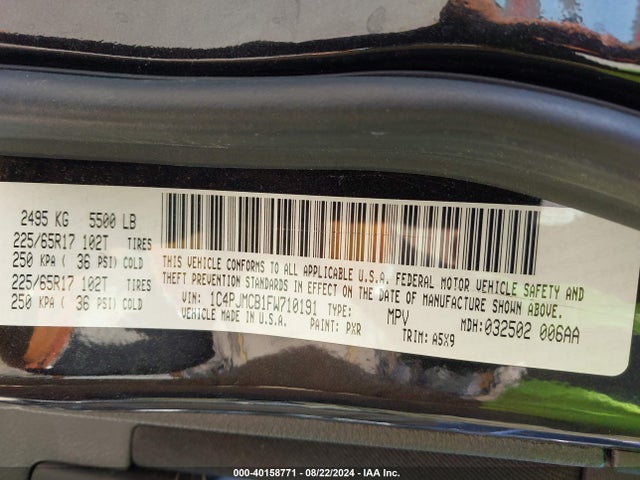 2495 KG 5500 LB
225/65R17 102T TIRES
250 KPA ( 36 PSI) COLD
225/65R17 102T TIRES
250 KPA ( 36 PSI) COLD
THIS VEHICLE CONFORMS TO ALL APPLICABLE U.S.A. FEDERAL MOTOR VEHICLE SAFETY AND
THEFT PREVENTION STANDARDS IN EFFECT ON THE DATE OF MANUFACTURE SHOWN ABOVE.
VIN: 1C4PJMCB1FW710191 TYPE: MPV MDH:032502 006AA
VEHICLE MADE IN U.S.A. PAINT: PXR TRIM: A5X9
000-40158771 - 08/22/2024 - IAA Inc.